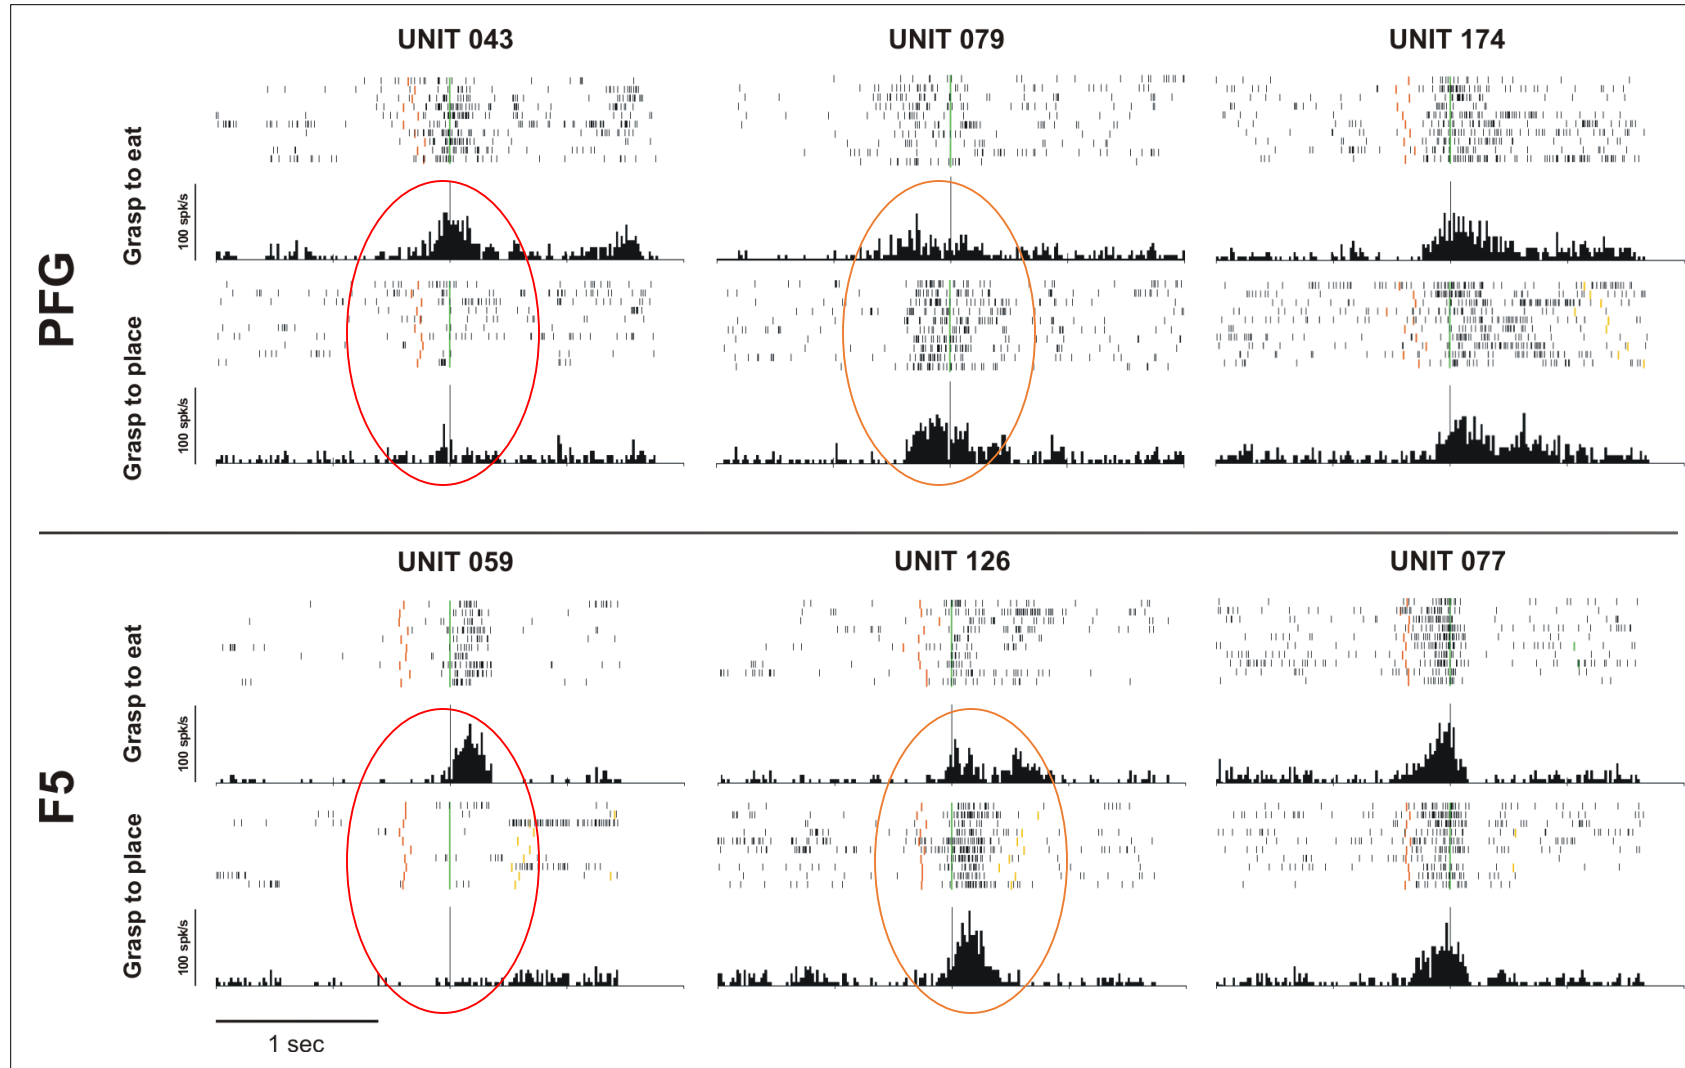 UNIT 043
UNIT 079
UNIT 174
PFG
Grasp to eat
100 spk/s
Grasp to place
100 spk/s
UNIT 059
UNIT 126
UNIT 077
F5
Grasp to eat
100 spk/s
Grasp to place
100 spk/s
1 sec